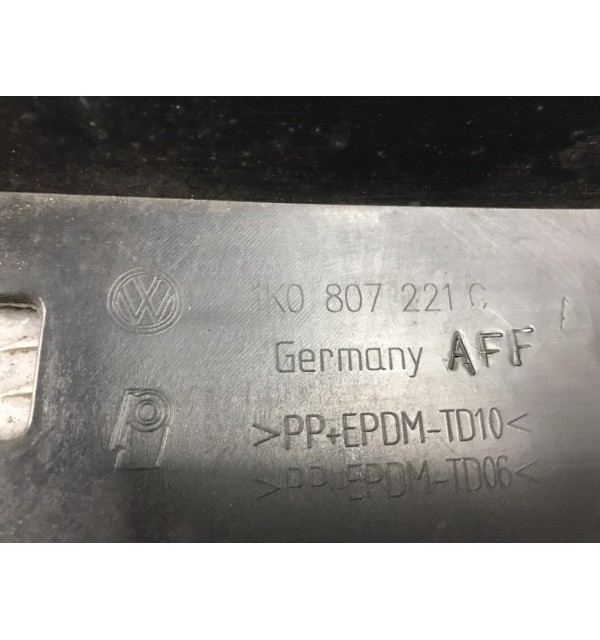 1K0 807 221 C
Germany AFF
>PP+EPDM-TD10<
>PP+EPDM-TD06<